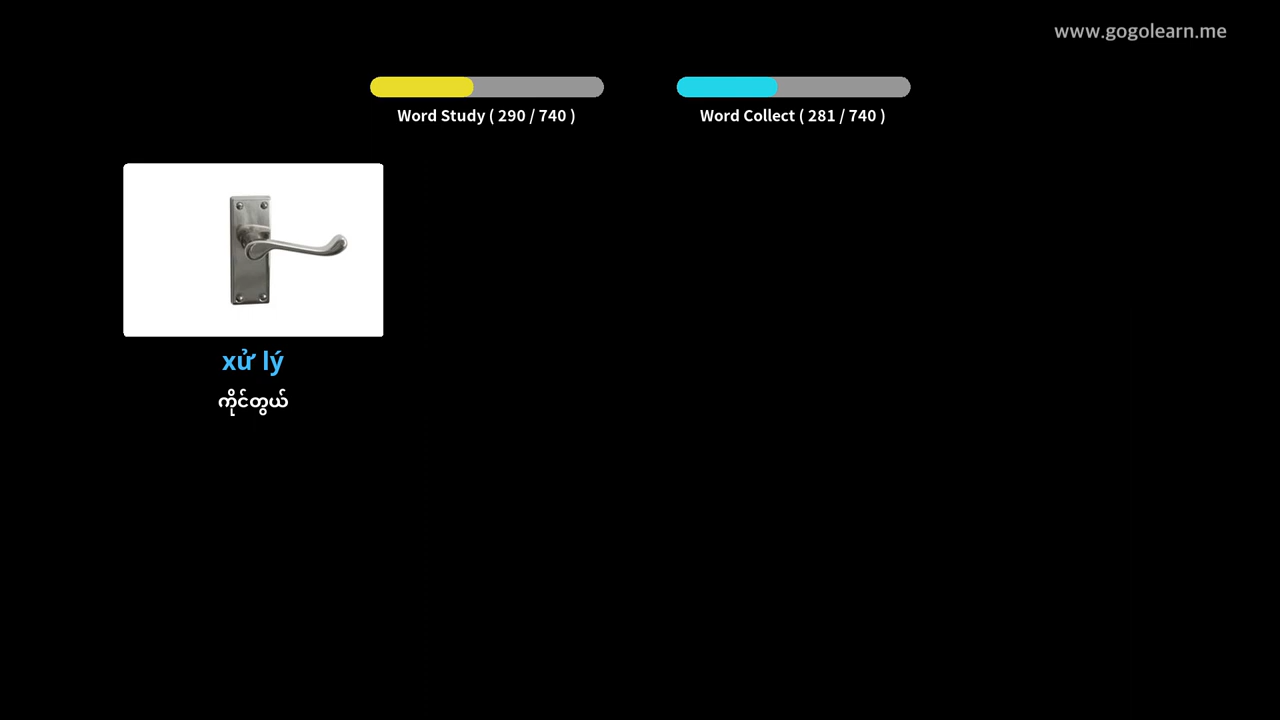 www.gogolearn.me
Word Study ( 290 / 740 )
Word Collect ( 281 / 740 )
xử lý
ကိုင်တွယ်